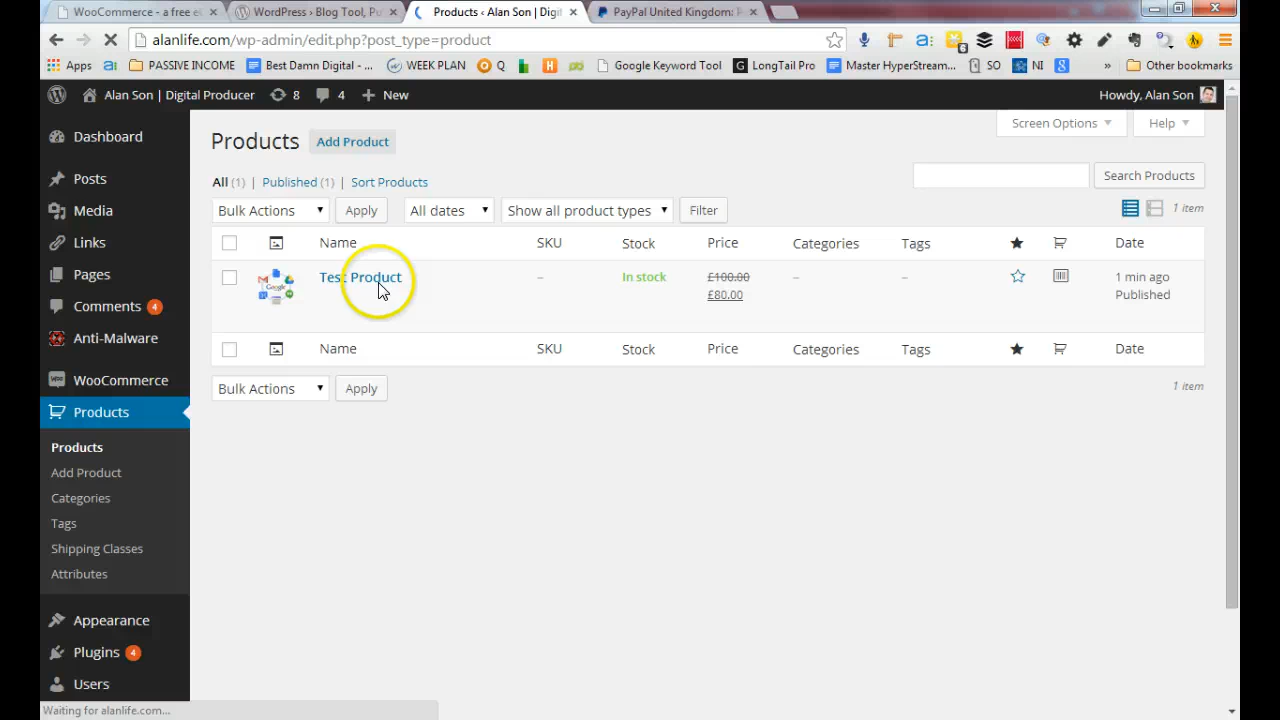 WooCommerce - a free eC
WordPress › Blog Tool, Pu
Products ‹ Alan Son | Digit
PayPal United Kingdom:
alanlife.com/wp-admin/edit.php?post_type=product
6
Apps
PASSIVE INCOME
Best Damn Digital - ...
WEEK PLAN
Q
Google Keyword Tool
LongTail Pro
Master HyperStream...
SO
NI
»
Other bookmarks
Alan Son | Digital Producer
8
4
New
Howdy, Alan Son
Dashboard
Posts
Media
Links
Pages
Comments 4
Anti-Malware
WooCommerce
Products
Products
Add Product
Categories
Tags
Shipping Classes
Attributes
Appearance
Plugins 4
Users
Screen Options
Help
Products Add Product
All (1) | Published (1) | Sort Products
Search Products
Bulk Actions Apply All dates Show all product types Filter
1 item
Name SKU Stock Price Categories Tags Date
Test Product – In stock £100.00 – – 1 min ago
£80.00 Published
Name SKU Stock Price Categories Tags Date
Bulk Actions Apply
1 item
Waiting for alanlife.com...